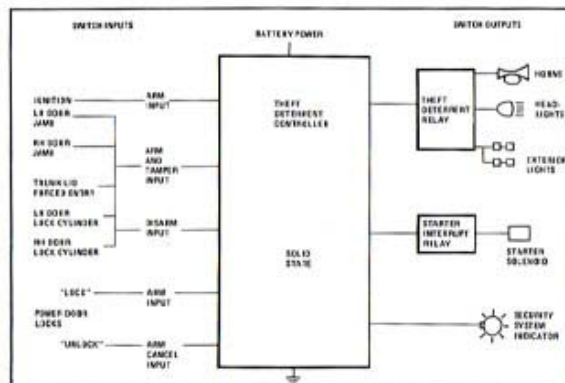 SWITCH INPUTS
SWITCH OUTPUTS
BATTERY POWER
IGNITION
ARM
INPUT
LH DOOR
JAMB
RH DOOR
JAMB
ARM
AND
TAMPER
INPUT
TRUNK LID
FORCED ENTRY
LH DOOR
LOCK CYLINDER
DISARM
INPUT
RH DOOR
LOCK CYLINDER
"LOCK"
ARM
INPUT
POWER DOOR
LOCKS
"UNLOCK"
ARM
CANCEL
INPUT
THEFT
DETERRENT
CONTROLLER
SOLID
STATE
THEFT
DETERRENT
RELAY
HORNS
HEAD-
LIGHTS
EXTERIOR
LIGHTS
STARTER
INTERRUPT
RELAY
STARTER
SOLENOID
SECURITY
SYSTEM
INDICATOR